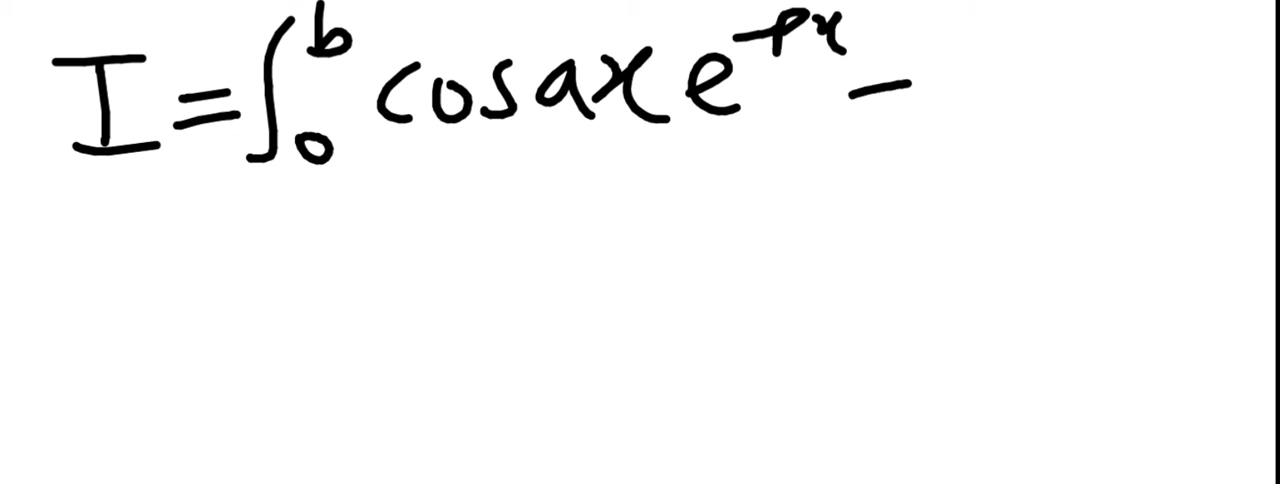 I = ∫₀ᵇ cosax e^{-px} −